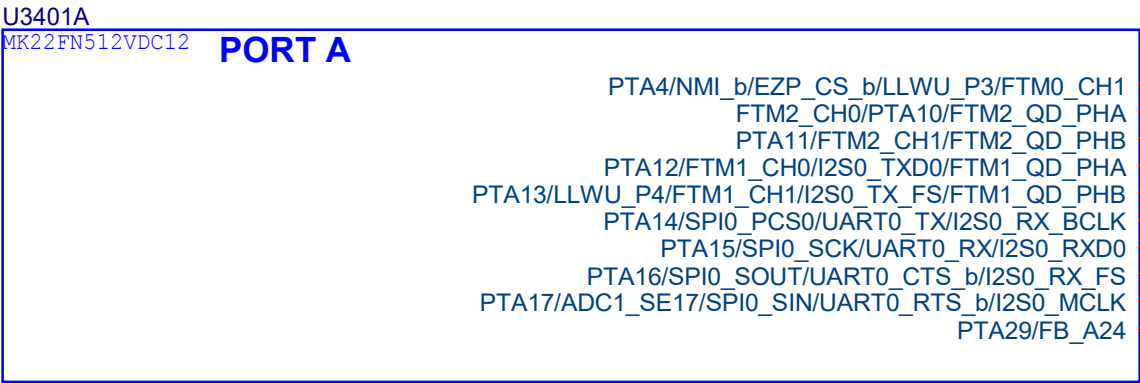 U3401A
MK22FN512VDC12
PORT A
PTA4/NMI_b/EZP_CS_b/LLWU_P3/FTM0_CH1
FTM2_CH0/PTA10/FTM2_QD_PHA
PTA11/FTM2_CH1/FTM2_QD_PHB
PTA12/FTM1_CH0/I2S0_TXD0/FTM1_QD_PHA
PTA13/LLWU_P4/FTM1_CH1/I2S0_TX_FS/FTM1_QD_PHB
PTA14/SPI0_PCS0/UART0_TX/I2S0_RX_BCLK
PTA15/SPI0_SCK/UART0_RX/I2S0_RXD0
PTA16/SPI0_SOUT/UART0_CTS_b/I2S0_RX_FS
PTA17/ADC1_SE17/SPI0_SIN/UART0_RTS_b/I2S0_MCLK
PTA29/FB_A24